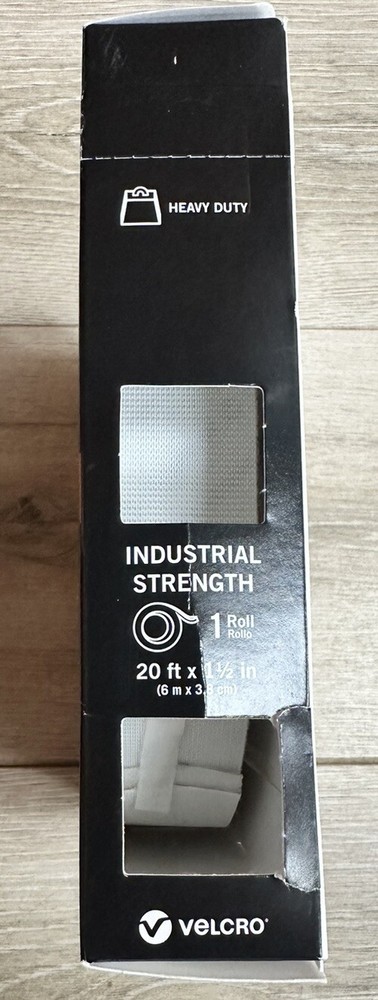 HEAVY DUTY
INDUSTRIAL
STRENGTH
1 Roll
Rollo
20 ft x 1½ in
(6 m x 3,8 cm)
VELCRO®